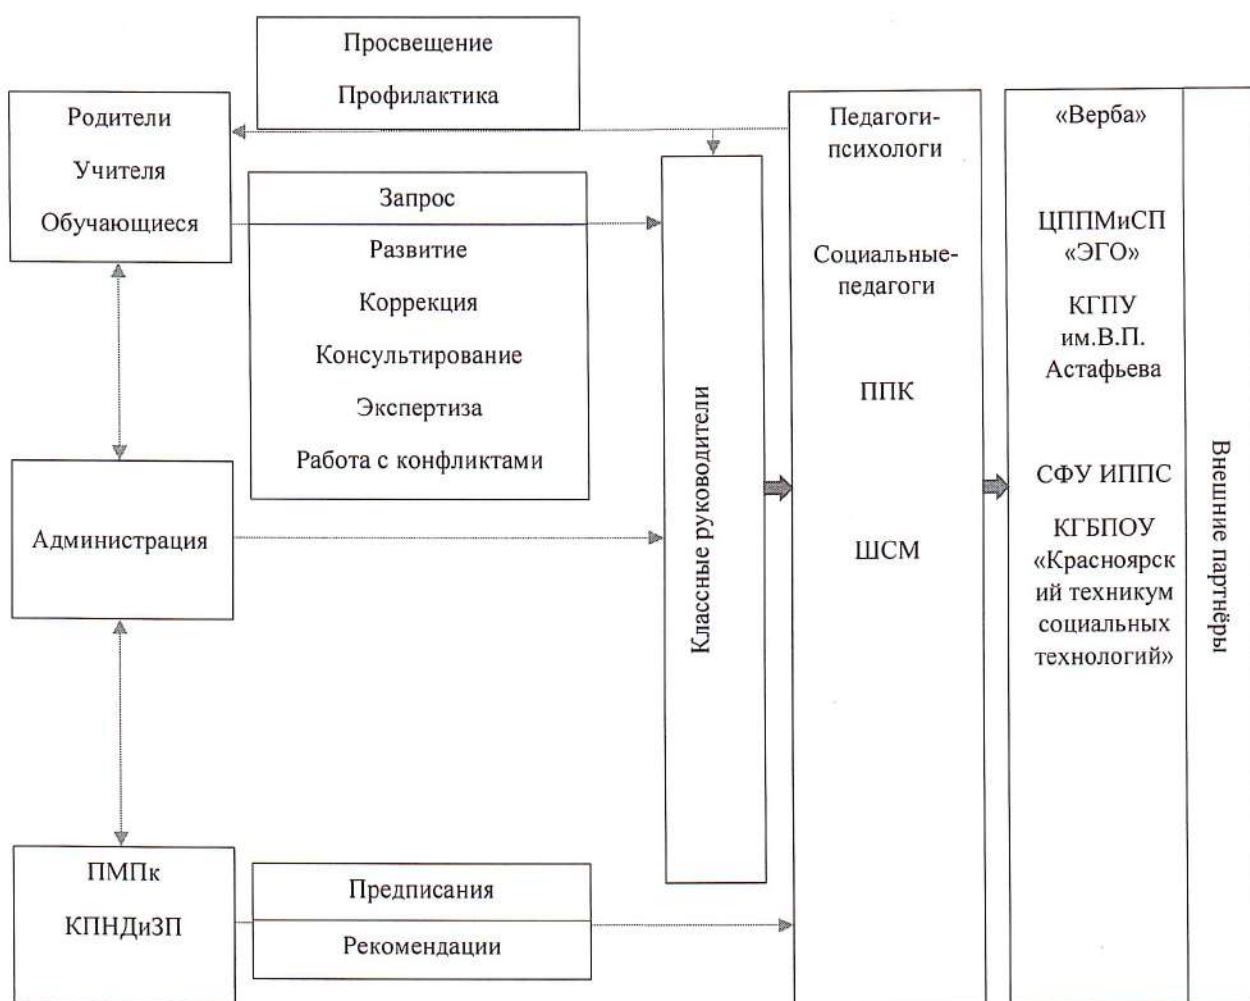 Просвещение
Профилактика
Родители
Учителя
Обучающиеся
Запрос
Развитие
Коррекция
Консультирование
Экспертиза
Работа с конфликтами
Администрация
ПМПк
КПНДиЗП
Предписания
Рекомендации
Классные руководители
Педагоги-
психологи
Социальные-
педагоги
ППК
ШСМ
«Верба»
ЦППМиСП
«ЭГО»
КГПУ
им.В.П.
Астафьева
СФУ ИППС
КГБПОУ
«Красноярск
ий техникум
социальных
технологий»
Внешние партнёры